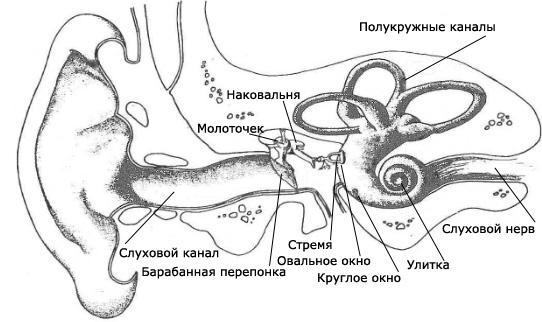 Полукружные каналы
Наковальня
Молоточек
Слуховой канал
Барабанная перепонка
Стремя
Овальное окно
Круглое окно
Улитка
Слуховой нерв